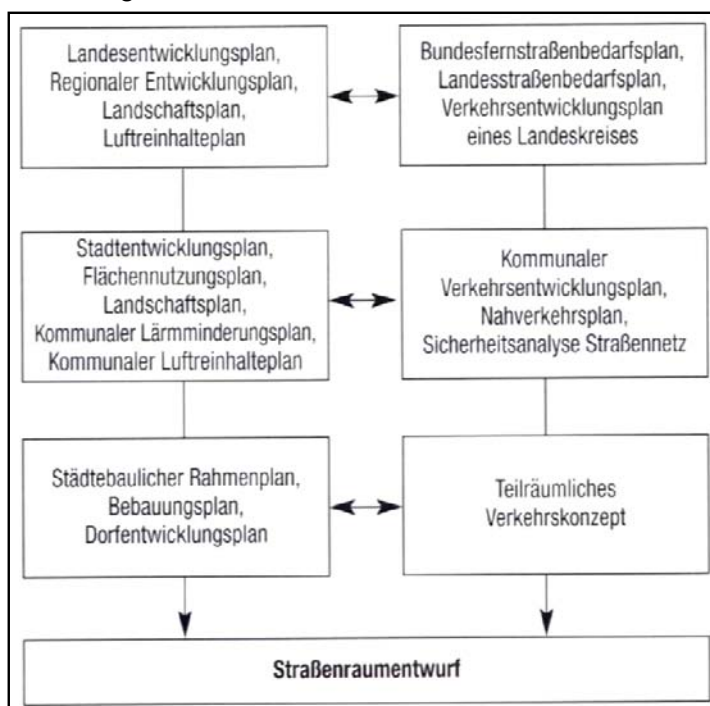 Landesentwicklungsplan,
Regionaler Entwicklungsplan,
Landschaftsplan,
Luftreinhalteplan
Bundesfernstraßenbedarfsplan,
Landesstraßenbedarfsplan,
Verkehrsentwicklungsplan
eines Landeskreises
Stadtentwicklungsplan,
Flächennutzungsplan,
Landschaftsplan,
Kommunaler Lärmminderungsplan,
Kommunaler Luftreinhalteplan
Kommunaler
Verkehrsentwicklungsplan,
Nahverkehrsplan,
Sicherheitsanalyse Straßennetz
Städtebaulicher Rahmenplan,
Bebauungsplan,
Dorfentwicklungsplan
Teilräumliches
Verkehrskonzept
Straßenraumentwurf